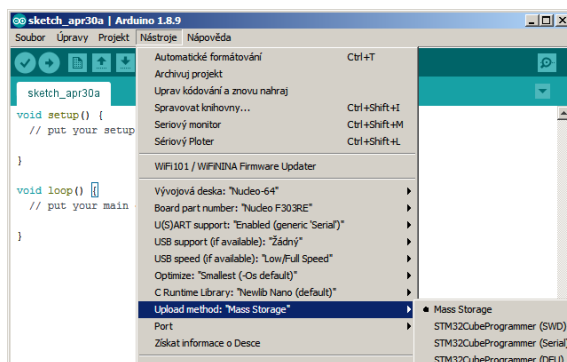 sketch_apr30a | Arduino 1.8.9
Soubor Úpravy Projekt Nástroje Nápověda
sketch_apr30a
void setup() {
// put your setup
}
void loop() {
// put your main
}
Automatické formátování Ctrl+T
Archivuj projekt
Uprav kódování a znovu nahraj
Spravovat knihovny... Ctrl+Shift+I
Seriový monitor Ctrl+Shift+M
Sériový Ploter Ctrl+Shift+L
WiFi101 / WiFiNINA Firmware Updater
Vývojová deska: "Nucleo-64"
Board part number: "Nucleo F303RE"
U(S)ART support: "Enabled (generic 'Serial')"
USB support (if available): "Žádný"
USB speed (if available): "Low/Full Speed"
Optimize: "Smallest (-Os default)"
C Runtime Library: "Newlib Nano (default)"
Upload method: "Mass Storage"
Port
Získat informace o Desce
Mass Storage
STM32CubeProgrammer (SWD)
STM32CubeProgrammer (Serial)
STM32CubeProgrammer (DFU)